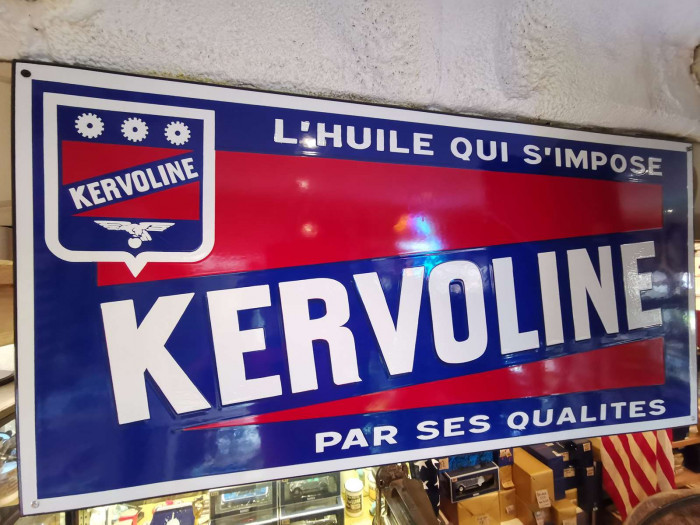 L'HUILE QUI S'IMPOSE
KERVOLINE
KERVOLINE
PAR SES QUALITES